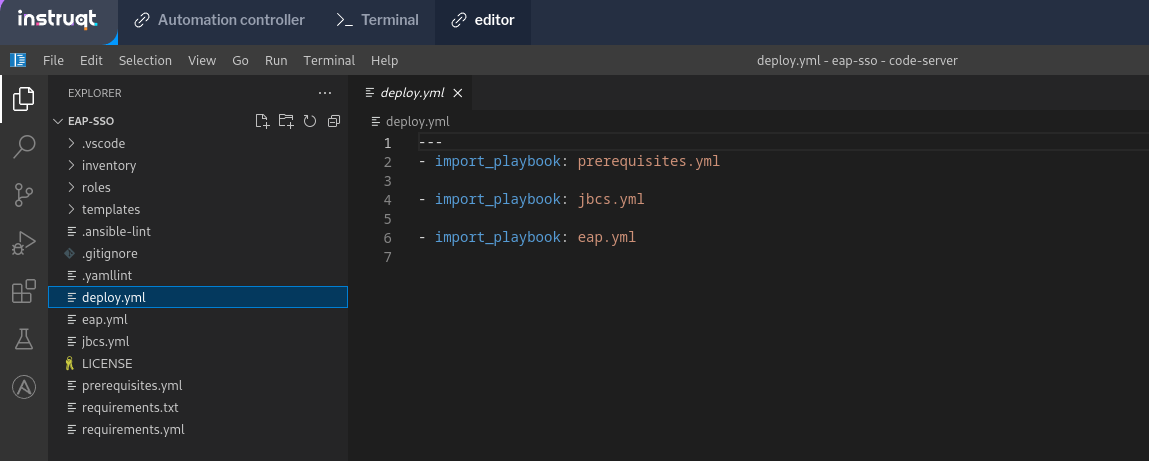 instruqt Automation controller Terminal editor
File Edit Selection View Go Run Terminal Help deploy.yml - eap-sso - code-server
EXPLORER ...
EAP-SSO
.vscode
inventory
roles
templates
.ansible-lint
.gitignore
.yamllint
deploy.yml
eap.yml
jbcs.yml
LICENSE
prerequisites.yml
requirements.txt
requirements.yml
deploy.yml
deploy.yml
1 ---
2 - import_playbook: prerequisites.yml
3
4 - import_playbook: jbcs.yml
5
6 - import_playbook: eap.yml
7